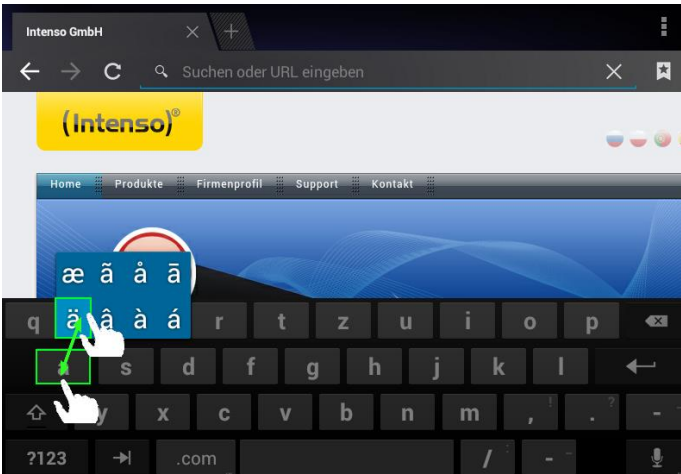 Intenso GmbH
Suchen oder URL eingeben
(Intenso)®
Home Produkte Firmenprofil Support Kontakt
æ ã å ā
q ä â à á r t z u i o p
a s d f g h j k l
y x c v b n m , ! . ? -
?123 .com / : - _